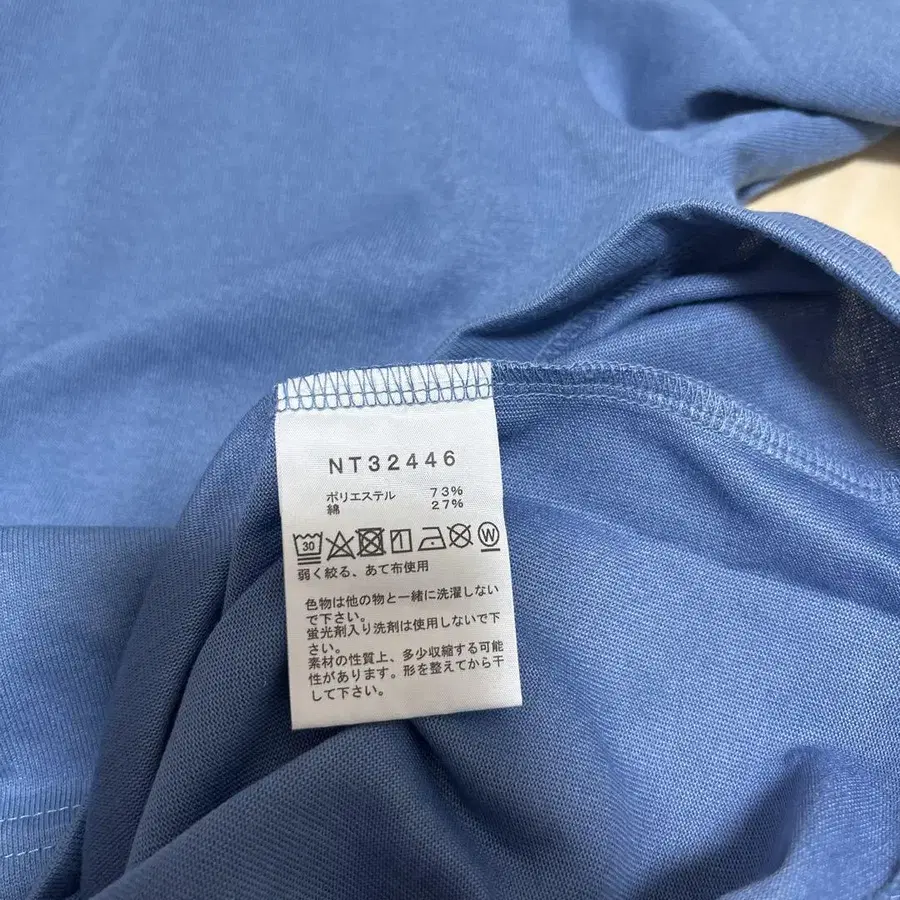 NT32446
ポリエステル 73%
綿 27%
30 W
弱く絞る、あて布使用
色物は他の物と一緒に洗濯しない
で下さい。
蛍光剤入り洗剤は使用しないで下
さい。
素材の性質上、多少収縮する可能
性があります。形を整えてから干
して下さい。